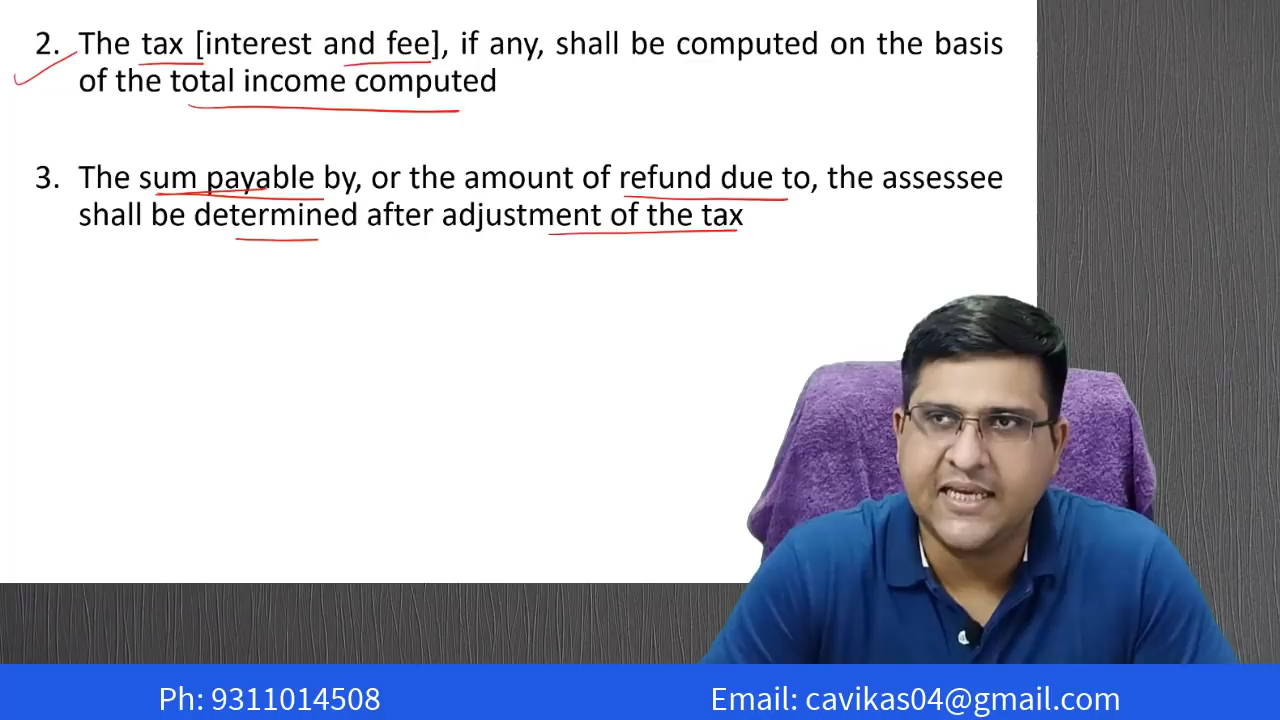 2. The tax [interest and fee], if any, shall be computed on the basis
of the total income computed
3. The sum payable by, or the amount of refund due to, the assessee
shall be determined after adjustment of the tax
Ph: 9311014508
Email: cavikas04@gmail.com